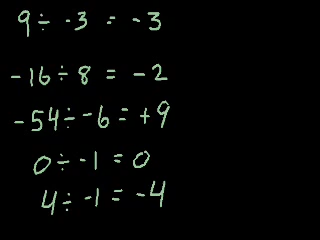 9 ÷ -3 = -3
-16 ÷ 8 = -2
-54 ÷ -6 = +9
0 ÷ -1 = 0
4 ÷ -1 = -4